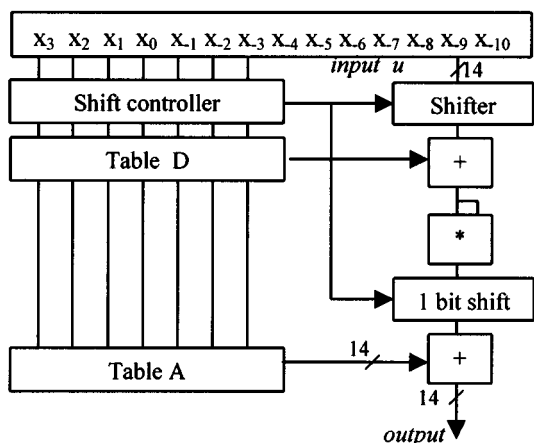 X3 X2 X1 X0 X-1 X-2 X-3 X-4 X-5 X-6 X-7 X-8 X-9 X-10
input u
14
Shift controller
Shifter
Table D
+
*
1 bit shift
Table A
14
+
14
output